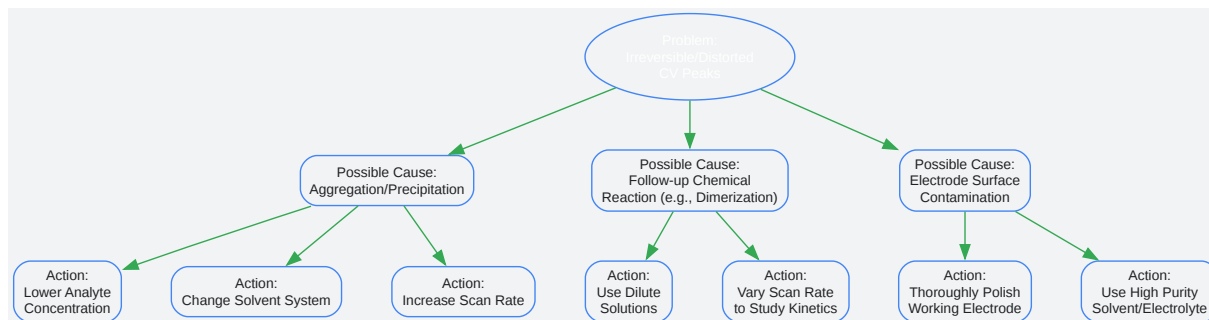 Problem:
Irreversible/Distorted
CV Peaks
Possible Cause:
Aggregation/Precipitation
Possible Cause:
Follow-up Chemical
Reaction (e.g., Dimerization)
Possible Cause:
Electrode Surface
Contamination
Action:
Lower Analyte
Concentration
Action:
Change Solvent System
Action:
Increase Scan Rate
Action:
Use Dilute
Solutions
Action:
Vary Scan Rate
to Study Kinetics
Action:
Thoroughly Polish
Working Electrode
Action:
Use High Purity
Solvent/Electrolyte